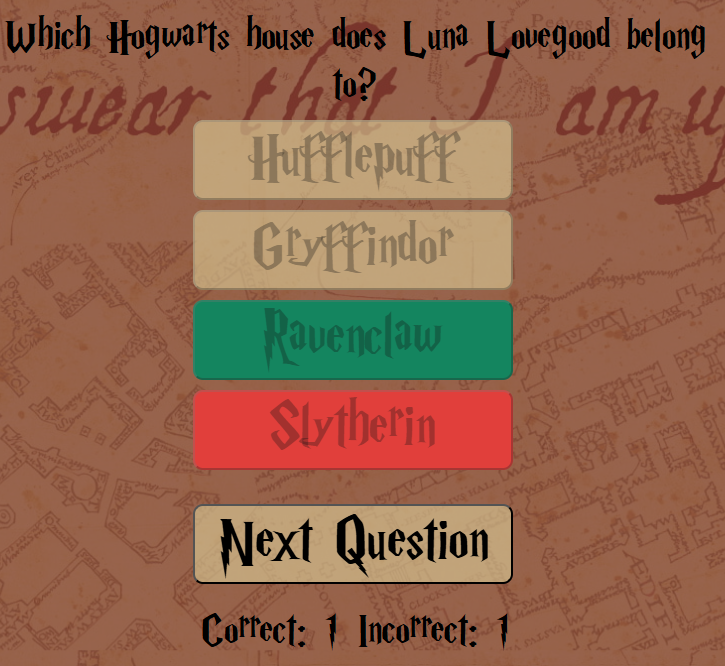 Which Hogwarts house does Luna Lovegood belong
to?
swear that I am u
Hufflepuff
Gryffindor
Ravenclaw
Slytherin
Next Question
Correct: 1 Incorrect: 1